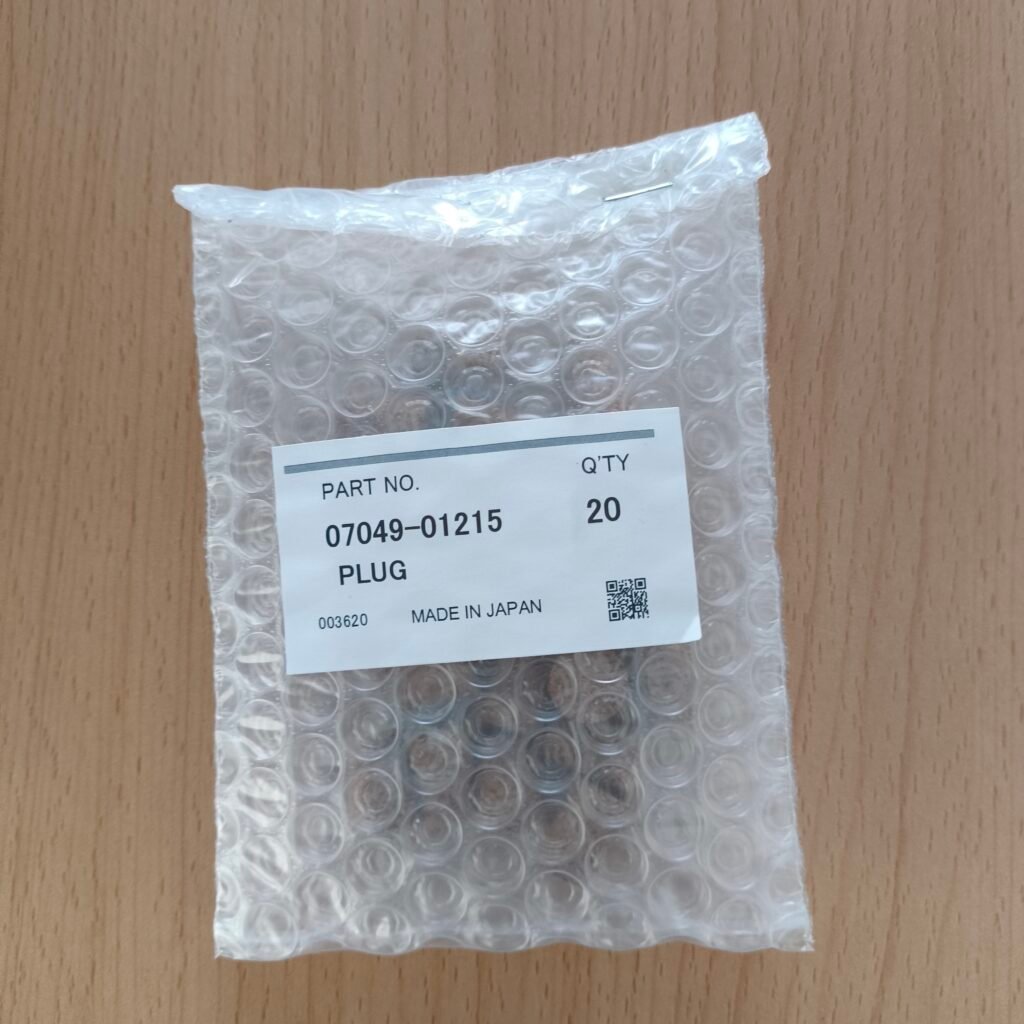 PART NO. Q'TY
07049-01215 20
PLUG
003620 MADE IN JAPAN